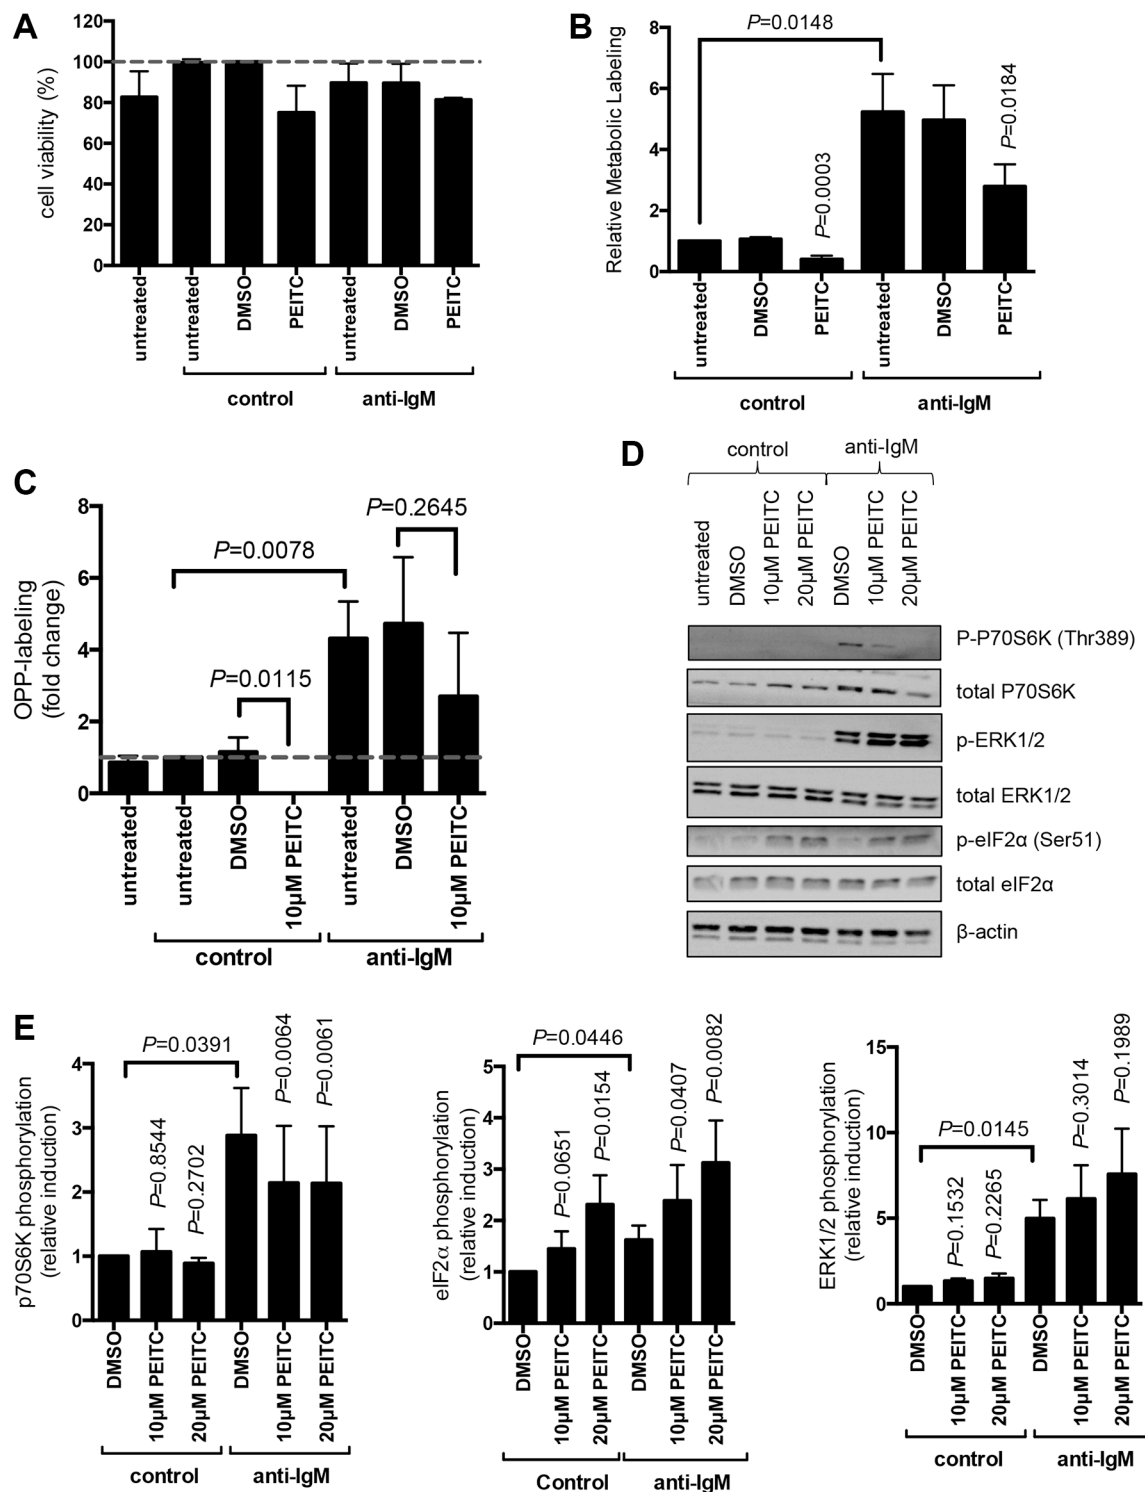 A
120
100
80
60
40
20
0
cell viability (%)
untreated
untreated
DMSO
PEITC
untreated
DMSO
PEITC
control
anti-IgM
B
8
6
4
2
0
Relative Metabolic Labeling
P=0.0148
P=0.0003
P=0.0184
untreated
DMSO
PEITC
untreated
DMSO
PEITC
control
anti-IgM
C
8
6
4
2
0
OPP-labeling
(fold change)
P=0.0078
P=0.0115
P=0.2645
untreated
untreated
DMSO
10µM PEITC
untreated
DMSO
10µM PEITC
control
anti-IgM
D
control
anti-IgM
untreated
DMSO
10µM PEITC
20µM PEITC
DMSO
10µM PEITC
20µM PEITC
P-P70S6K (Thr389)
total P70S6K
p-ERK1/2
total ERK1/2
p-eIF2α (Ser51)
total eIF2α
β-actin
E
4
3
2
1
0
p70S6K phosphorylation
(relative induction)
P=0.0391
P=0.8544
P=0.2702
P=0.0064
P=0.0061
DMSO
10µM PEITC
20µM PEITC
DMSO
10µM PEITC
20µM PEITC
control
anti-IgM
5
4
3
2
1
0
eIF2α phosphorylation
(relative induction)
P=0.0446
P=0.0651
P=0.0154
P=0.0407
P=0.0082
DMSO
10µM PEITC
20µM PEITC
DMSO
10µM PEITC
20µM PEITC
Control
anti-IgM
15
10
5
0
ERK1/2 phosphorylation
(relative induction)
P=0.0145
P=0.1532
P=0.2265
P=0.3014
P=0.1989
DMSO
10µM PEITC
20µM PEITC
DMSO
10µM PEITC
20µM PEITC
control
anti-IgM